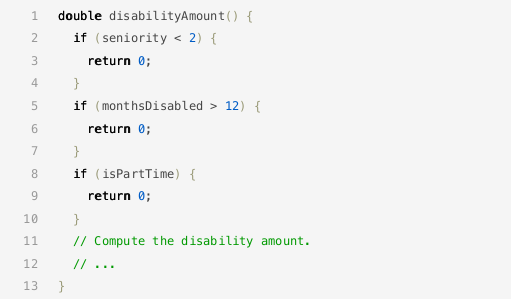 1 double disabilityAmount() {
2   if (seniority < 2) {
3     return 0;
4   }
5   if (monthsDisabled > 12) {
6     return 0;
7   }
8   if (isPartTime) {
9     return 0;
10   }
11   // Compute the disability amount.
12   // ...
13 }